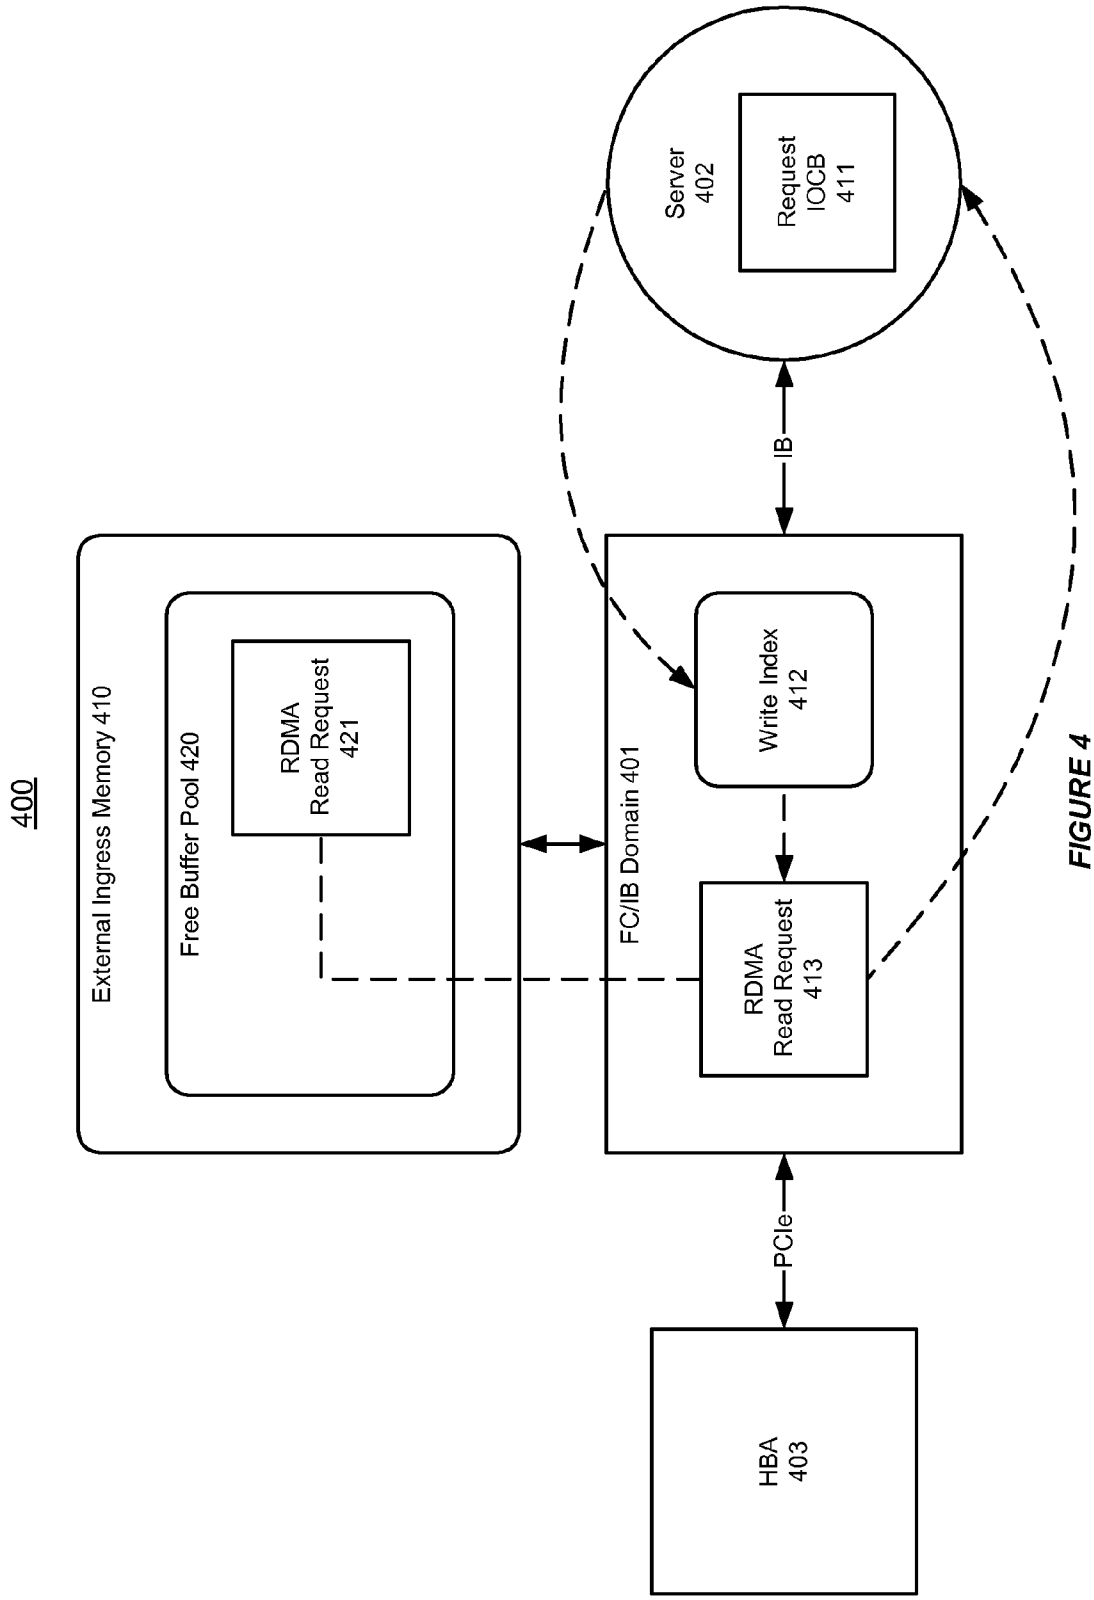 400
External Ingress Memory 410
Free Buffer Pool 420
RDMA
Read Request
421
FC/IB Domain 401
HBA
403
PCIe
RDMA
Read Request
413
Write Index
412
IB
Server
402
Request
IOCB
411
FIGURE 4